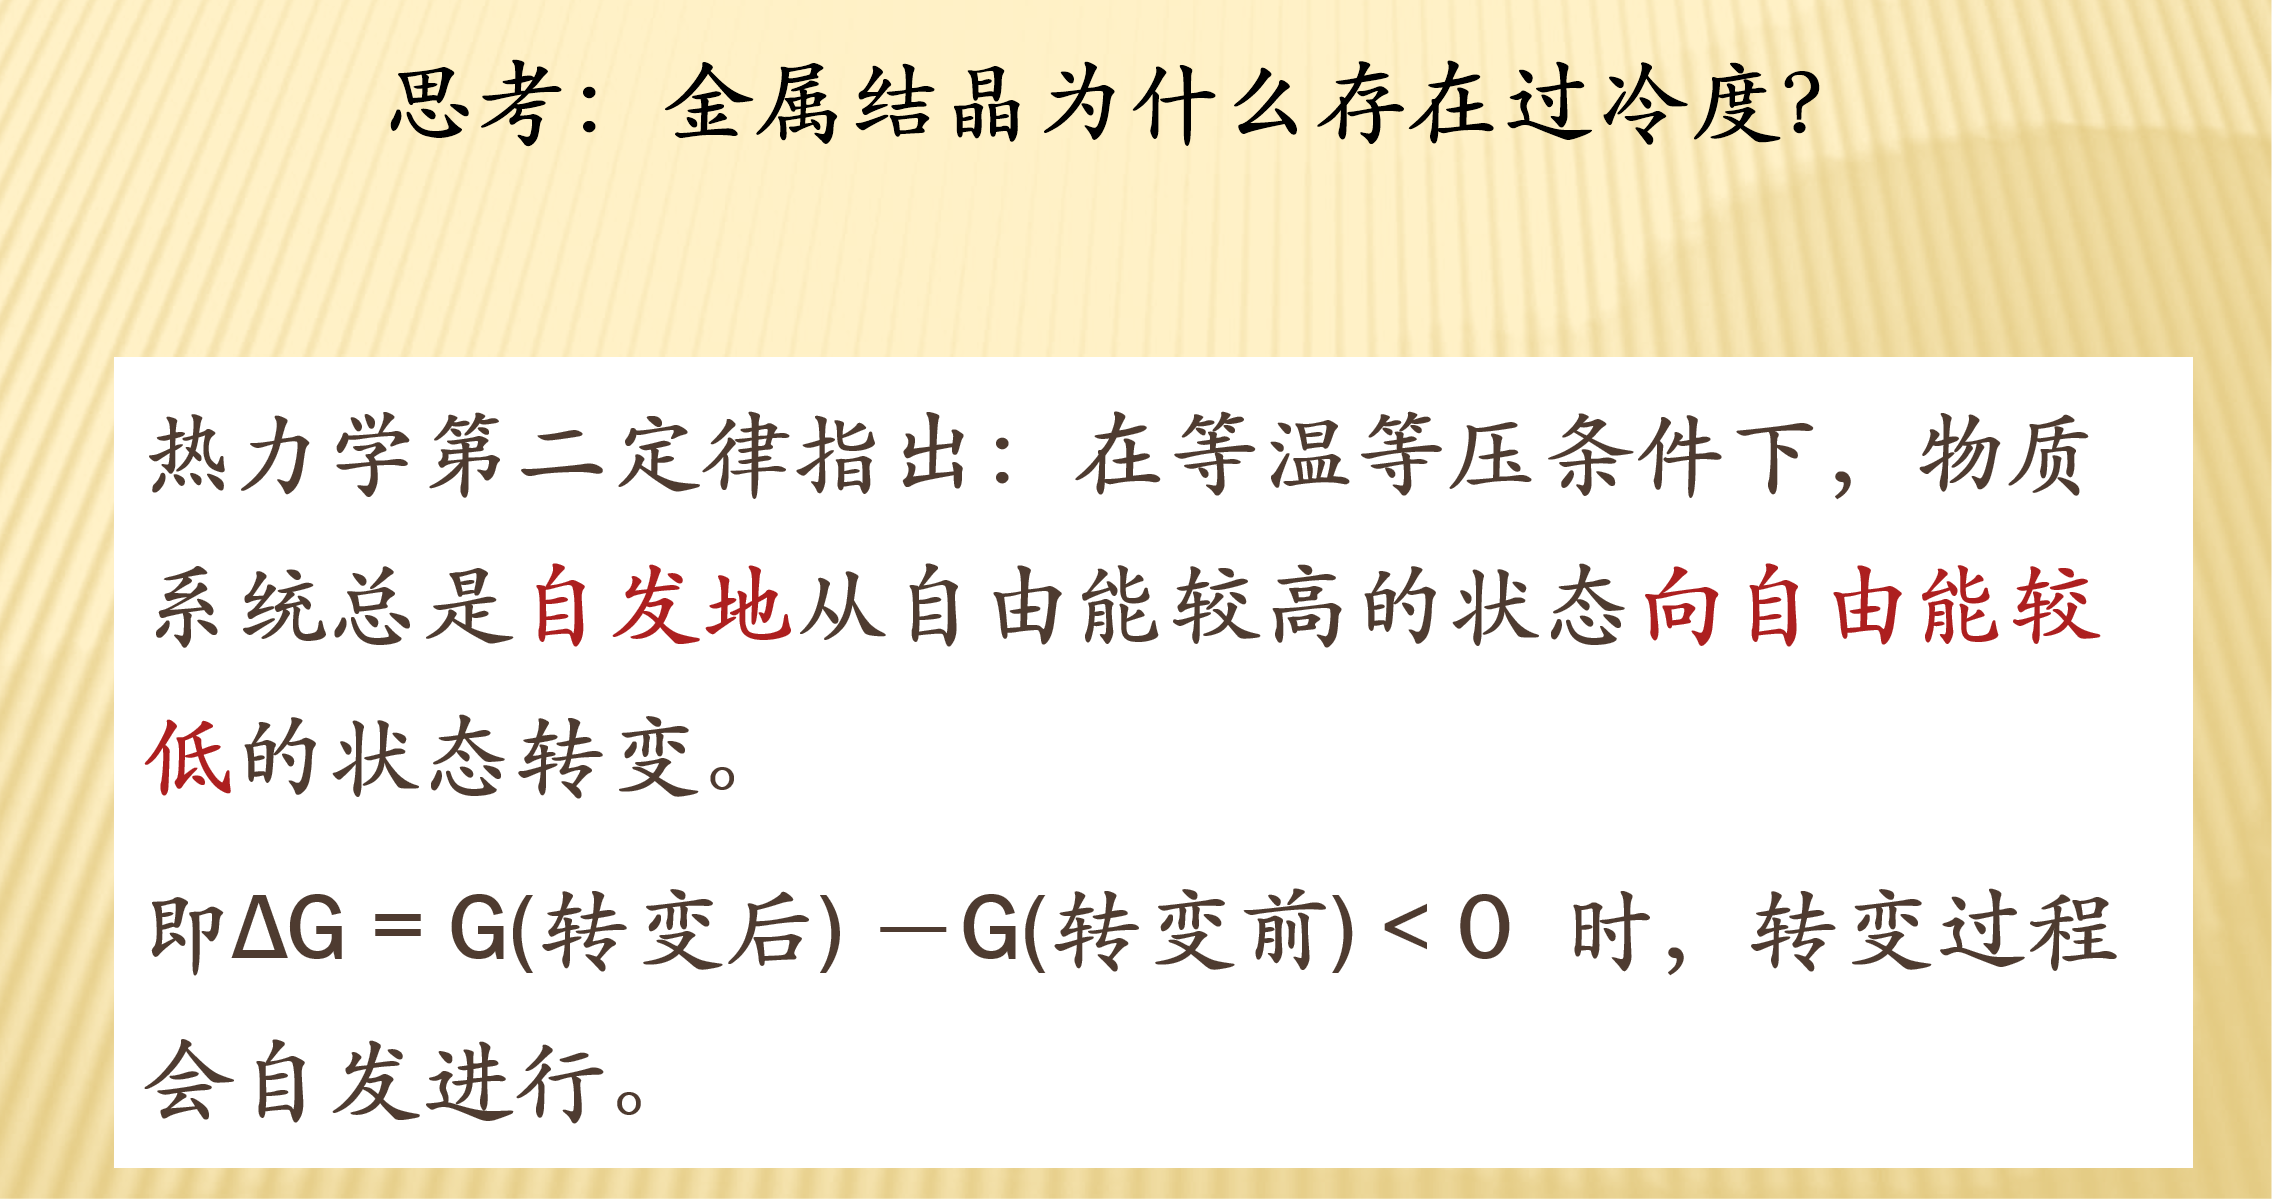 思考：金属结晶为什么存在过冷度？
热力学第二定律指出：在等温等压条件下，物质
系统总是自发地从自由能较高的状态向自由能较
低的状态转变。
即ΔG = G(转变后) —G(转变前) < 0 时，转变过程
会自发进行。